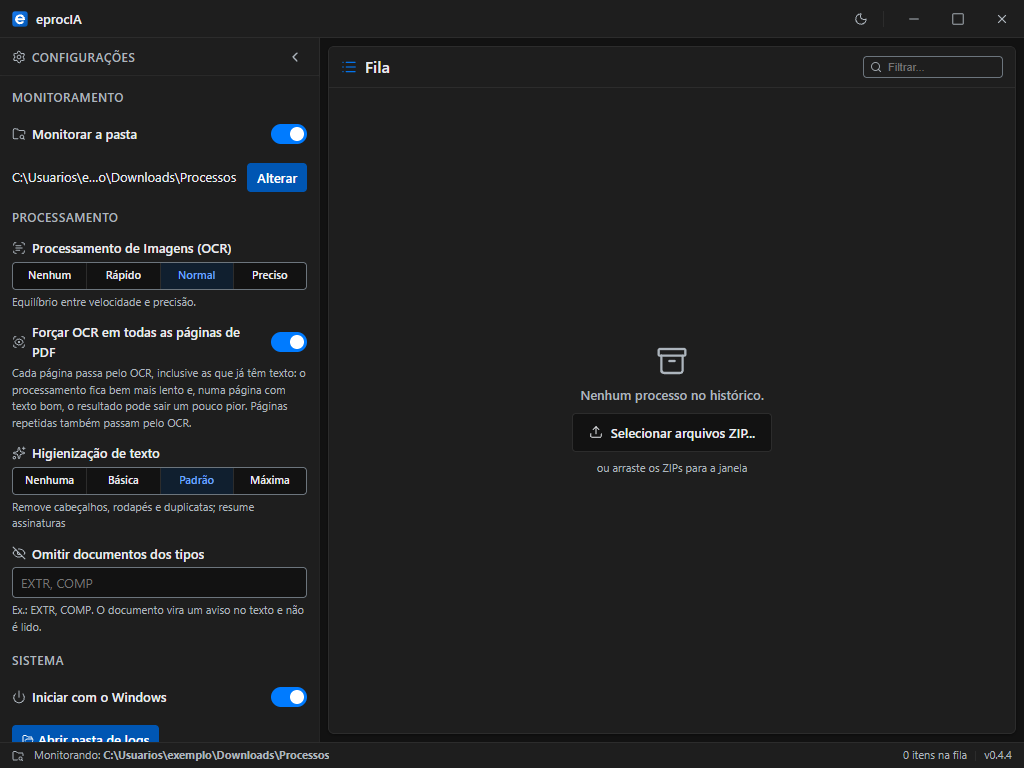 eprocIA
CONFIGURAÇÕES
MONITORAMENTO
Monitorar a pasta
C:\Usuarios\e...o\Downloads\Processos
Alterar
PROCESSAMENTO
Processamento de Imagens (OCR)
Nenhum Rápido Normal Preciso
Equilíbrio entre velocidade e precisão.
Forçar OCR em todas as páginas de
PDF
Cada página passa pelo OCR, inclusive as que já têm texto: o
processamento fica bem mais lento e, numa página com
texto bom, o resultado pode sair um pouco pior. Páginas
repetidas também passam pelo OCR.
Higienização de texto
Nenhuma Básica Padrão Máxima
Remove cabeçalhos, rodapés e duplicatas; resume
assinaturas
Omitir documentos dos tipos
EXTR, COMP
Ex.: EXTR, COMP. O documento vira um aviso no texto e não
é lido.
SISTEMA
Iniciar com o Windows
Abrir pasta de logs
Fila
Filtrar...
Nenhum processo no histórico.
Selecionar arquivos ZIP...
ou arraste os ZIPs para a janela
Monitorando: C:\Usuarios\exemplo\Downloads\Processos
0 itens na fila
v0.4.4